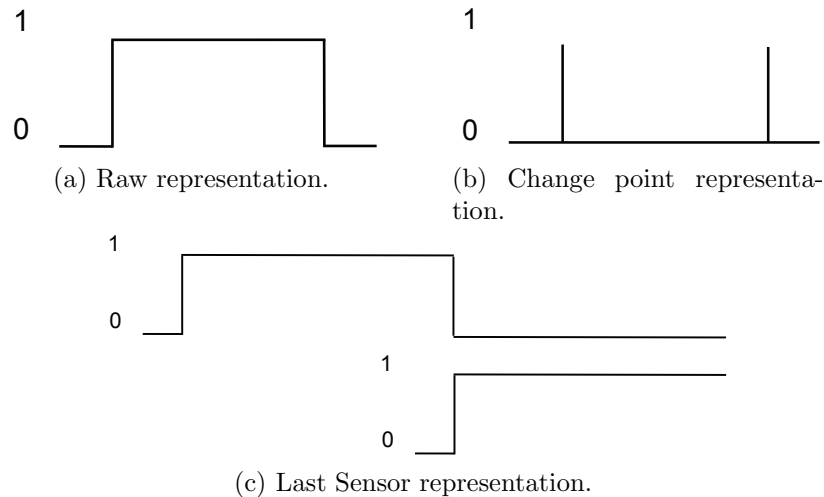 1
0
(a) Raw representation.
1
0
(b) Change point representa-
tion.
1
0
1
0
(c) Last Sensor representation.